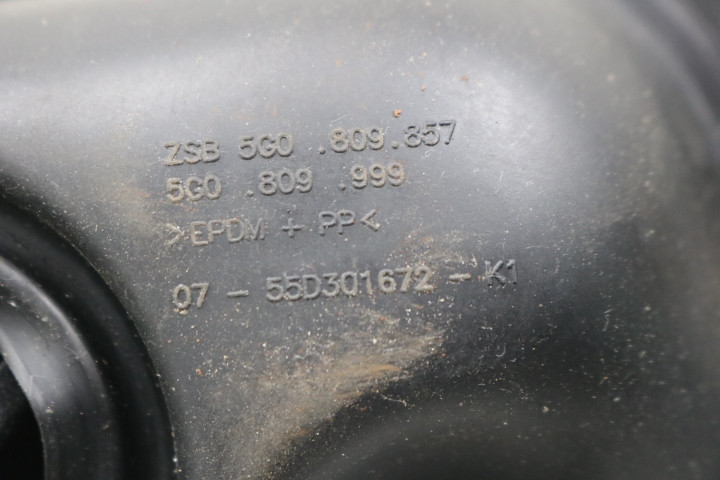 ZSB 5G0 .809.857
5G0 .809 .999
>EPDM + PP<
07 - 55D301672 - K1